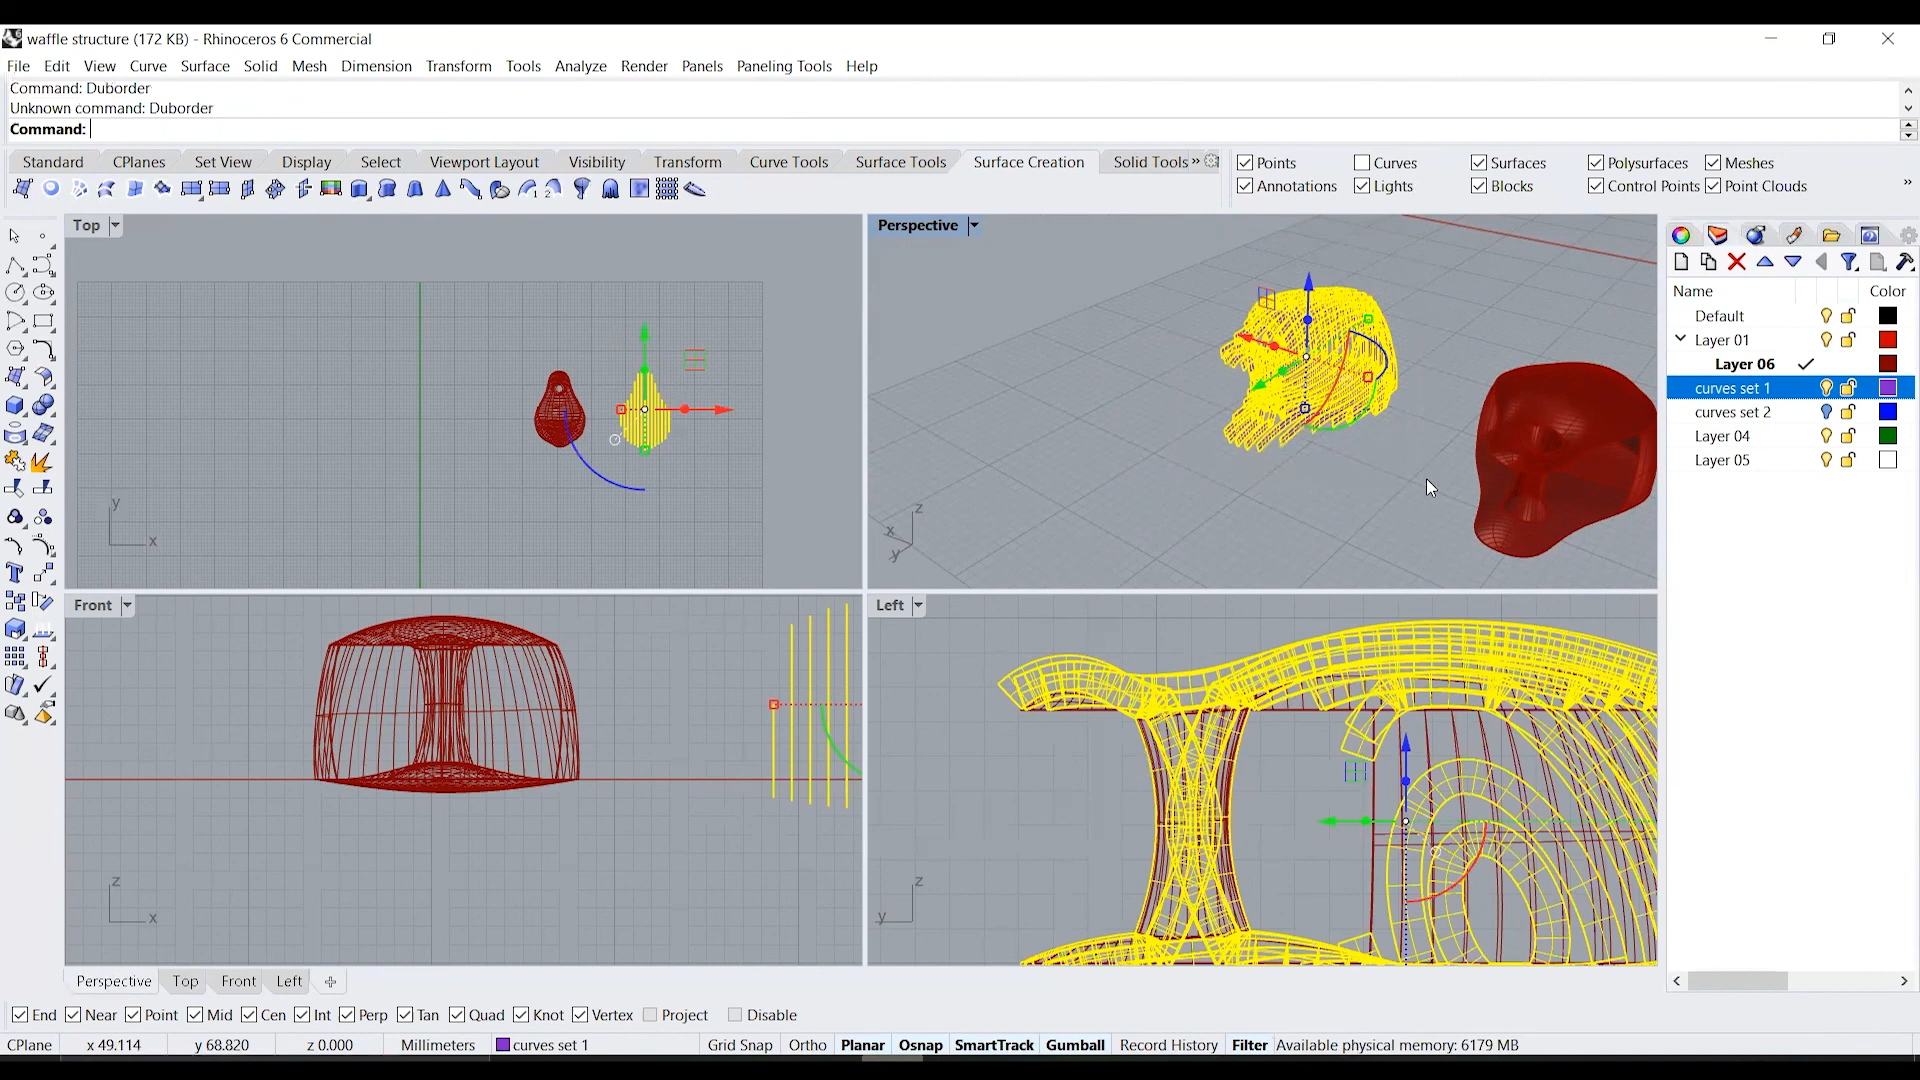 waffle structure (172 KB) - Rhinoceros 6 Commercial
File Edit View Curve Surface Solid Mesh Dimension Transform Tools Analyze Render Panels Paneling Tools Help
Command: Duborder
Unknown command: Duborder
Command:
Standard CPlanes Set View Display Select Viewport Layout Visibility Transform Curve Tools Surface Tools Surface Creation Solid Tools »
Points Curves Surfaces Polysurfaces Meshes
Annotations Lights Blocks Control Points Point Clouds »
Top
y
x
Perspective
z
x
y
Front
z
x
Left
z
y
Name Color
Default
Layer 01
Layer 06
curves set 1
curves set 2
Layer 04
Layer 05
Perspective Top Front Left
End Near Point Mid Cen Int Perp Tan Quad Knot Vertex Project Disable
CPlane x 49.114 y 68.820 z 0.000 Millimeters curves set 1 Grid Snap Ortho Planar Osnap SmartTrack Gumball Record History Filter Available physical memory: 6179 MB